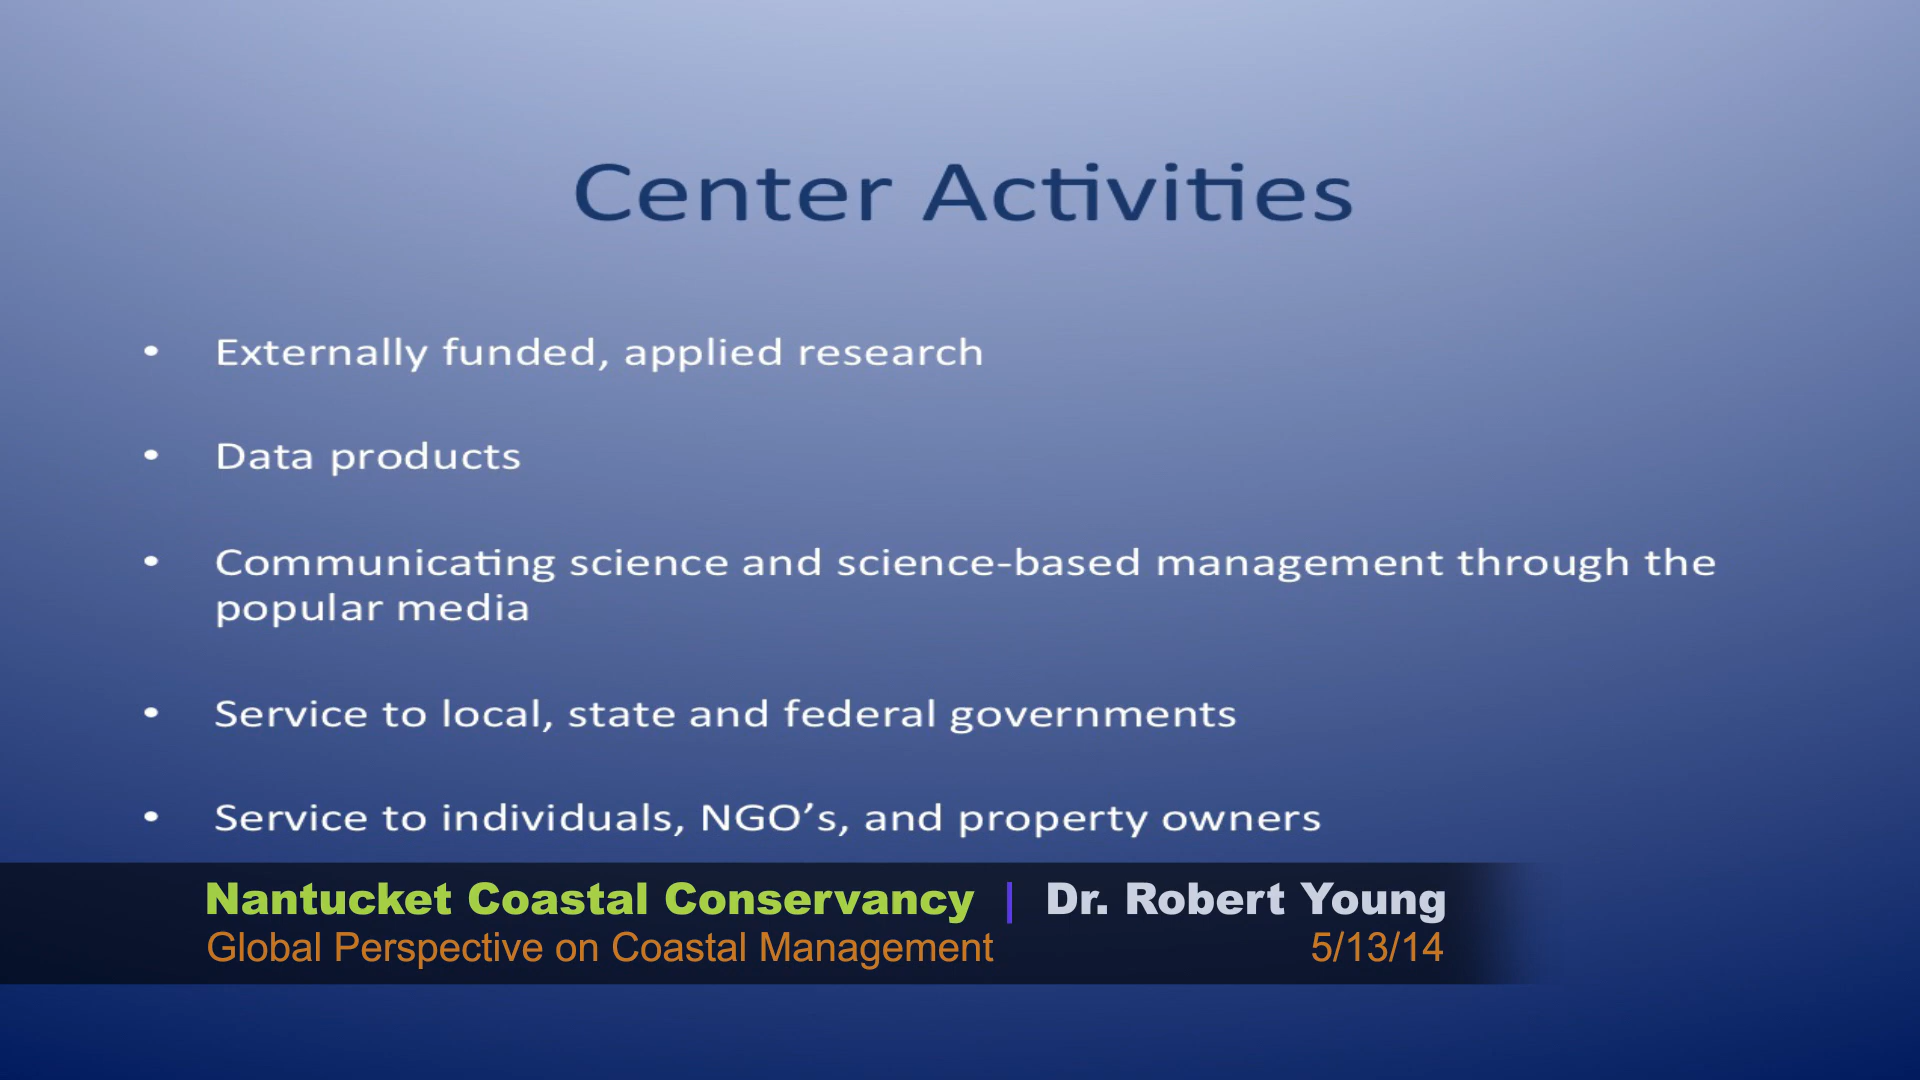 Center Activities
• Externally funded, applied research
• Data products
• Communicating science and science-based management through the
popular media
• Service to local, state and federal governments
• Service to individuals, NGO’s, and property owners
Nantucket Coastal Conservancy | Dr. Robert Young
Global Perspective on Coastal Management 5/13/14